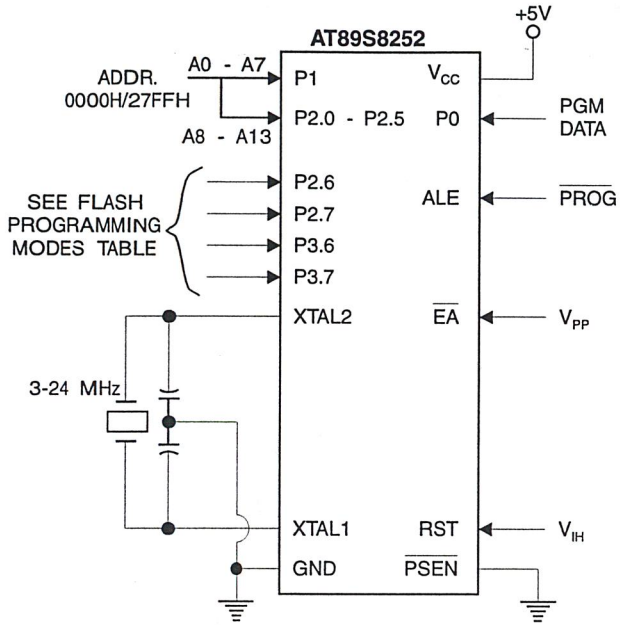 +5V
AT89S8252
ADDR.
0000H/27FFH
A0 - A7
A8 - A13
P1
P2.0 - P2.5
VCC
P0
PGM
DATA
SEE FLASH
PROGRAMMING
MODES TABLE
P2.6
P2.7
P3.6
P3.7
ALE
PROG
XTAL2
EA
VPP
3-24 MHz
XTAL1
RST
VIH
GND
PSEN